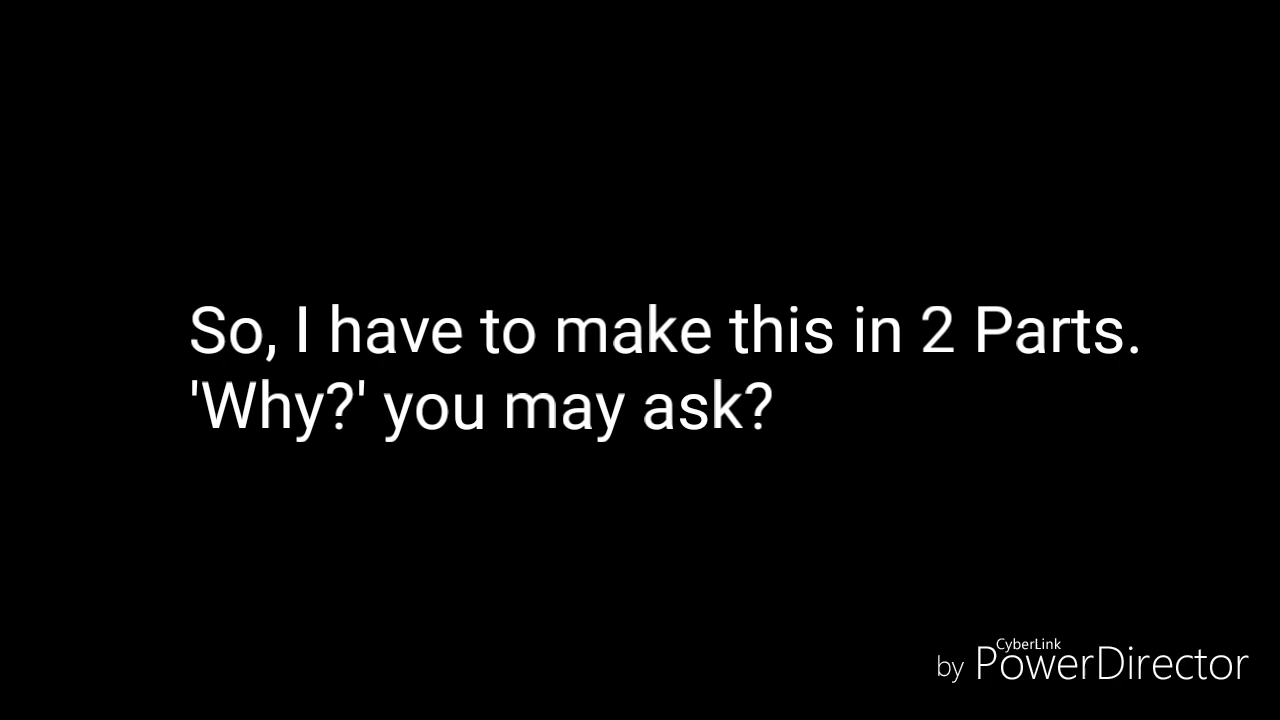 So, I have to make this in 2 Parts.
'Why?' you may ask?
CyberLink
by PowerDirector